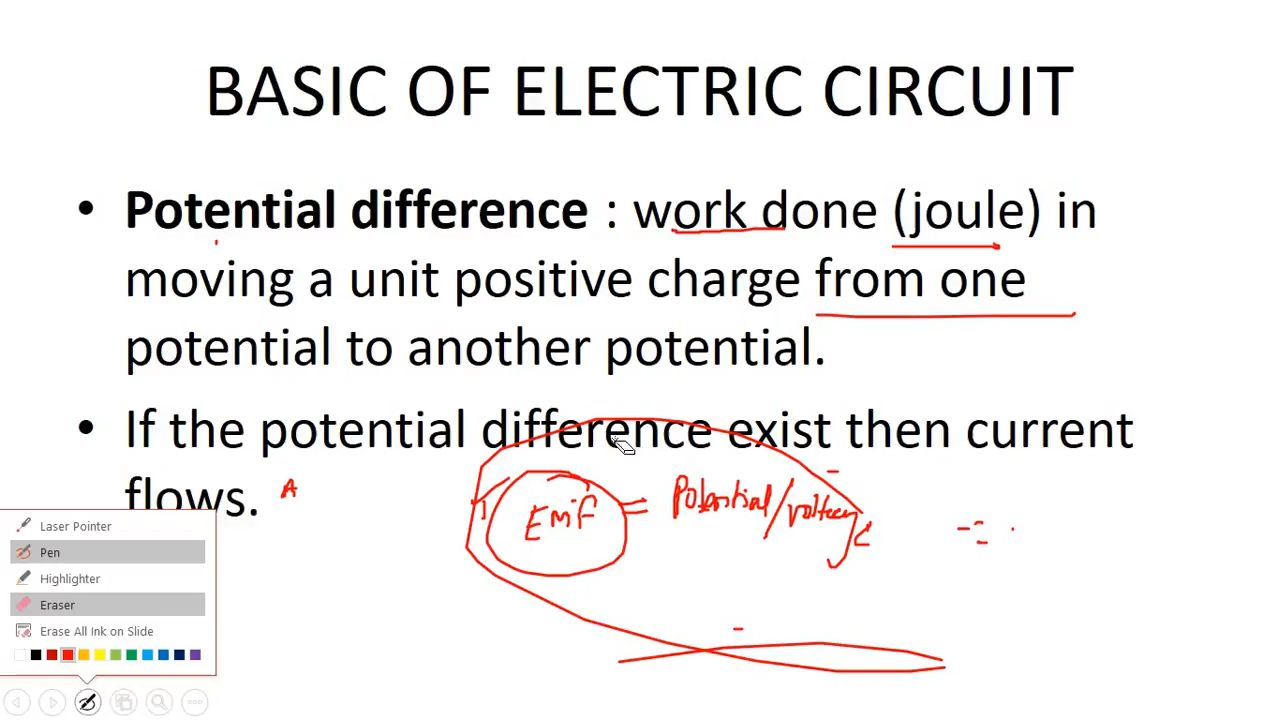 BASIC OF ELECTRIC CIRCUIT
• Potential difference : work done (joule) in
moving a unit positive charge from one
potential to another potential.
• If the potential difference exist then current
flows. A
EMF = Potential/voltage
Laser Pointer
Pen
Highlighter
Eraser
Erase All Ink on Slide